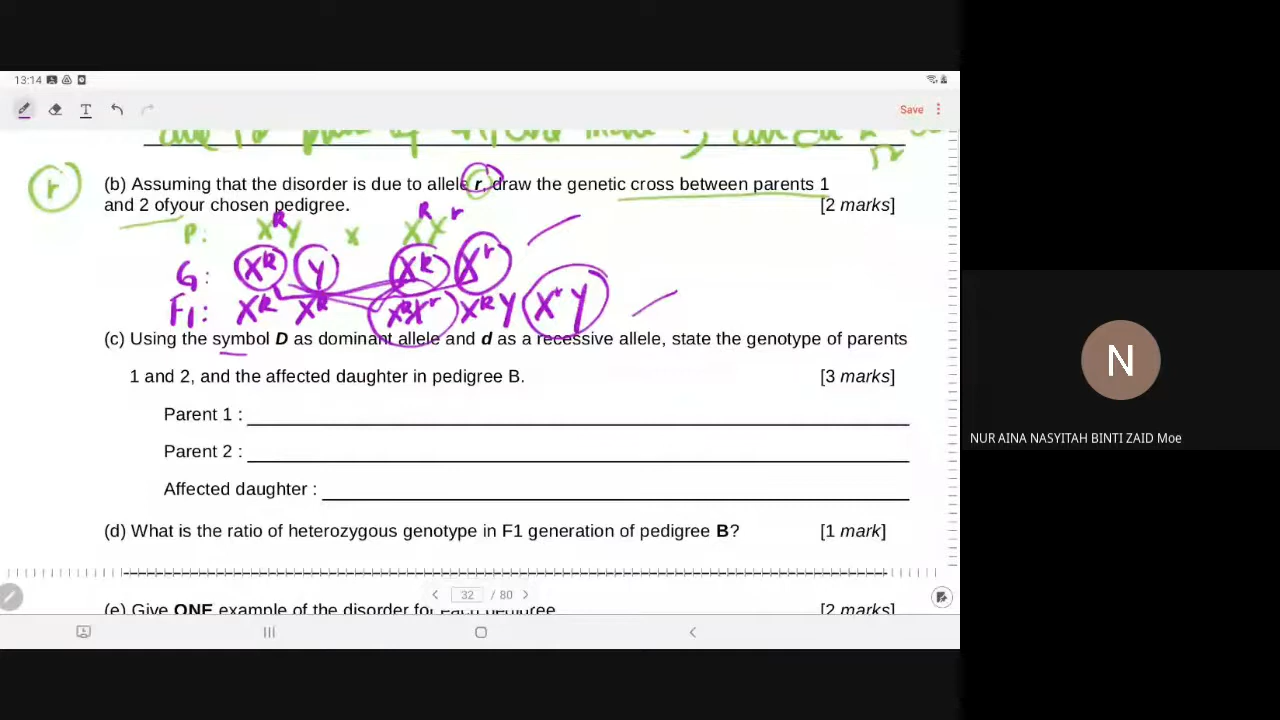 13:14
Save
(b) Assuming that the disorder is due to allele r, draw the genetic cross between parents 1
r
and 2 ofyour chosen pedigree. [2 marks]
P: X^R Y x X^R X^r
G: X^R Y X^R X^r
F1: X^R X^R X^R X^r X^R Y X^r Y
(c) Using the symbol D as dominant allele and d as a recessive allele, state the genotype of parents
1 and 2, and the affected daughter in pedigree B. [3 marks]
Parent 1 :
Parent 2 :
Affected daughter :
(d) What is the ratio of heterozygous genotype in F1 generation of pedigree B? [1 mark]
32 / 80
(e) Give ONE example of the disorder for each pedigree [2 marks]
N
NUR AINA NASYITAH BINTI ZAID Moe